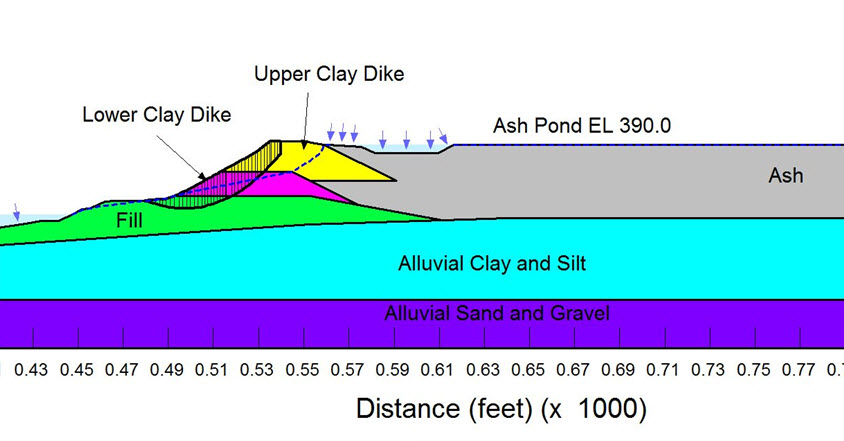 Upper Clay Dike
Lower Clay Dike
Ash Pond EL 390.0
Ash
Fill
Alluvial Clay and Silt
Alluvial Sand and Gravel
0.43 0.45 0.47 0.49 0.51 0.53 0.55 0.57 0.59 0.61 0.63 0.65 0.67 0.69 0.71 0.73 0.75 0.77
Distance (feet) (x 1000)